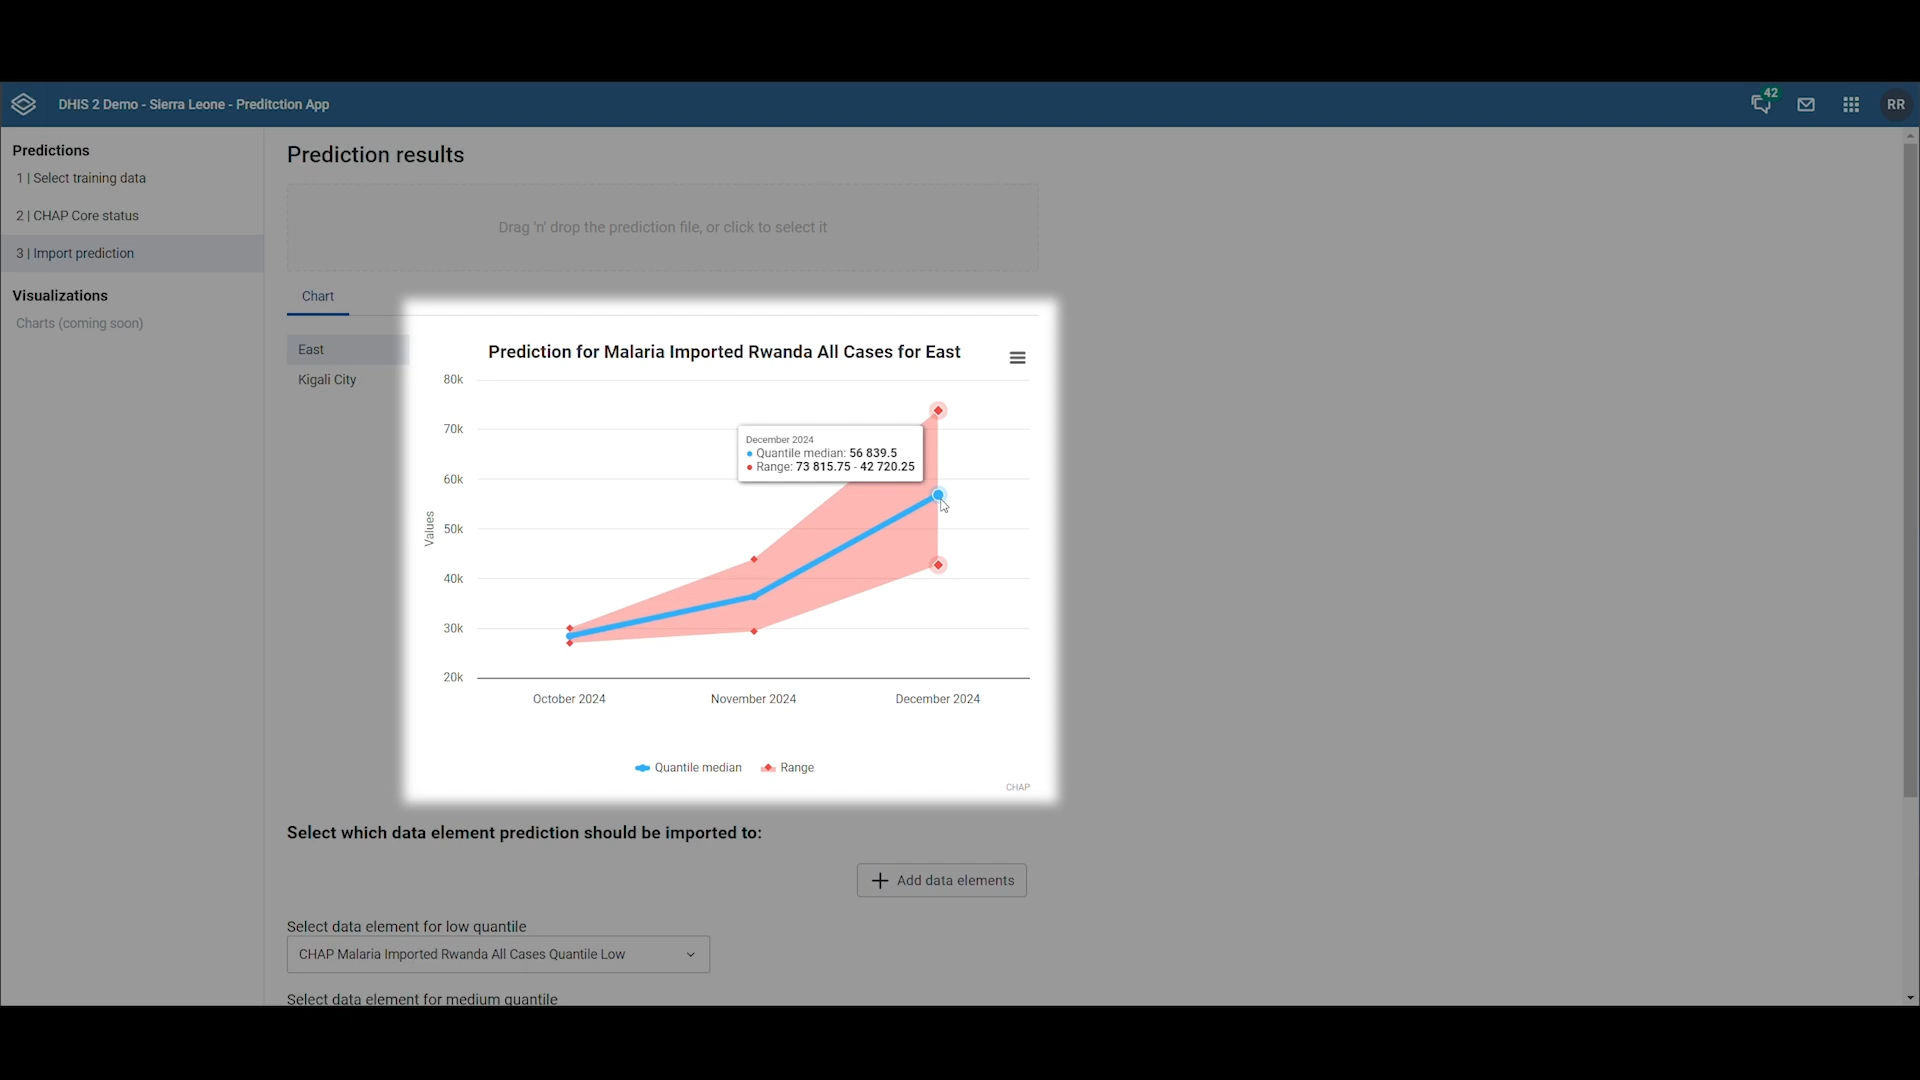 DHIS 2 Demo - Sierra Leone - Preditction App
42
RR
Predictions
1 | Select training data
2 | CHAP Core status
3 | Import prediction
Visualizations
Charts (coming soon)
Prediction results
Drag 'n' drop the prediction file, or click to select it
Chart
East
Kigali City
Prediction for Malaria Imported Rwanda All Cases for East
Values
80k
70k
60k
50k
40k
30k
20k
December 2024
Quantile median: 56 839.5
Range: 73 815.75 - 42 720.25
October 2024
November 2024
December 2024
Quantile median
Range
CHAP
Select which data element prediction should be imported to:
Add data elements
Select data element for low quantile
CHAP Malaria Imported Rwanda All Cases Quantile Low
Select data element for medium quantile